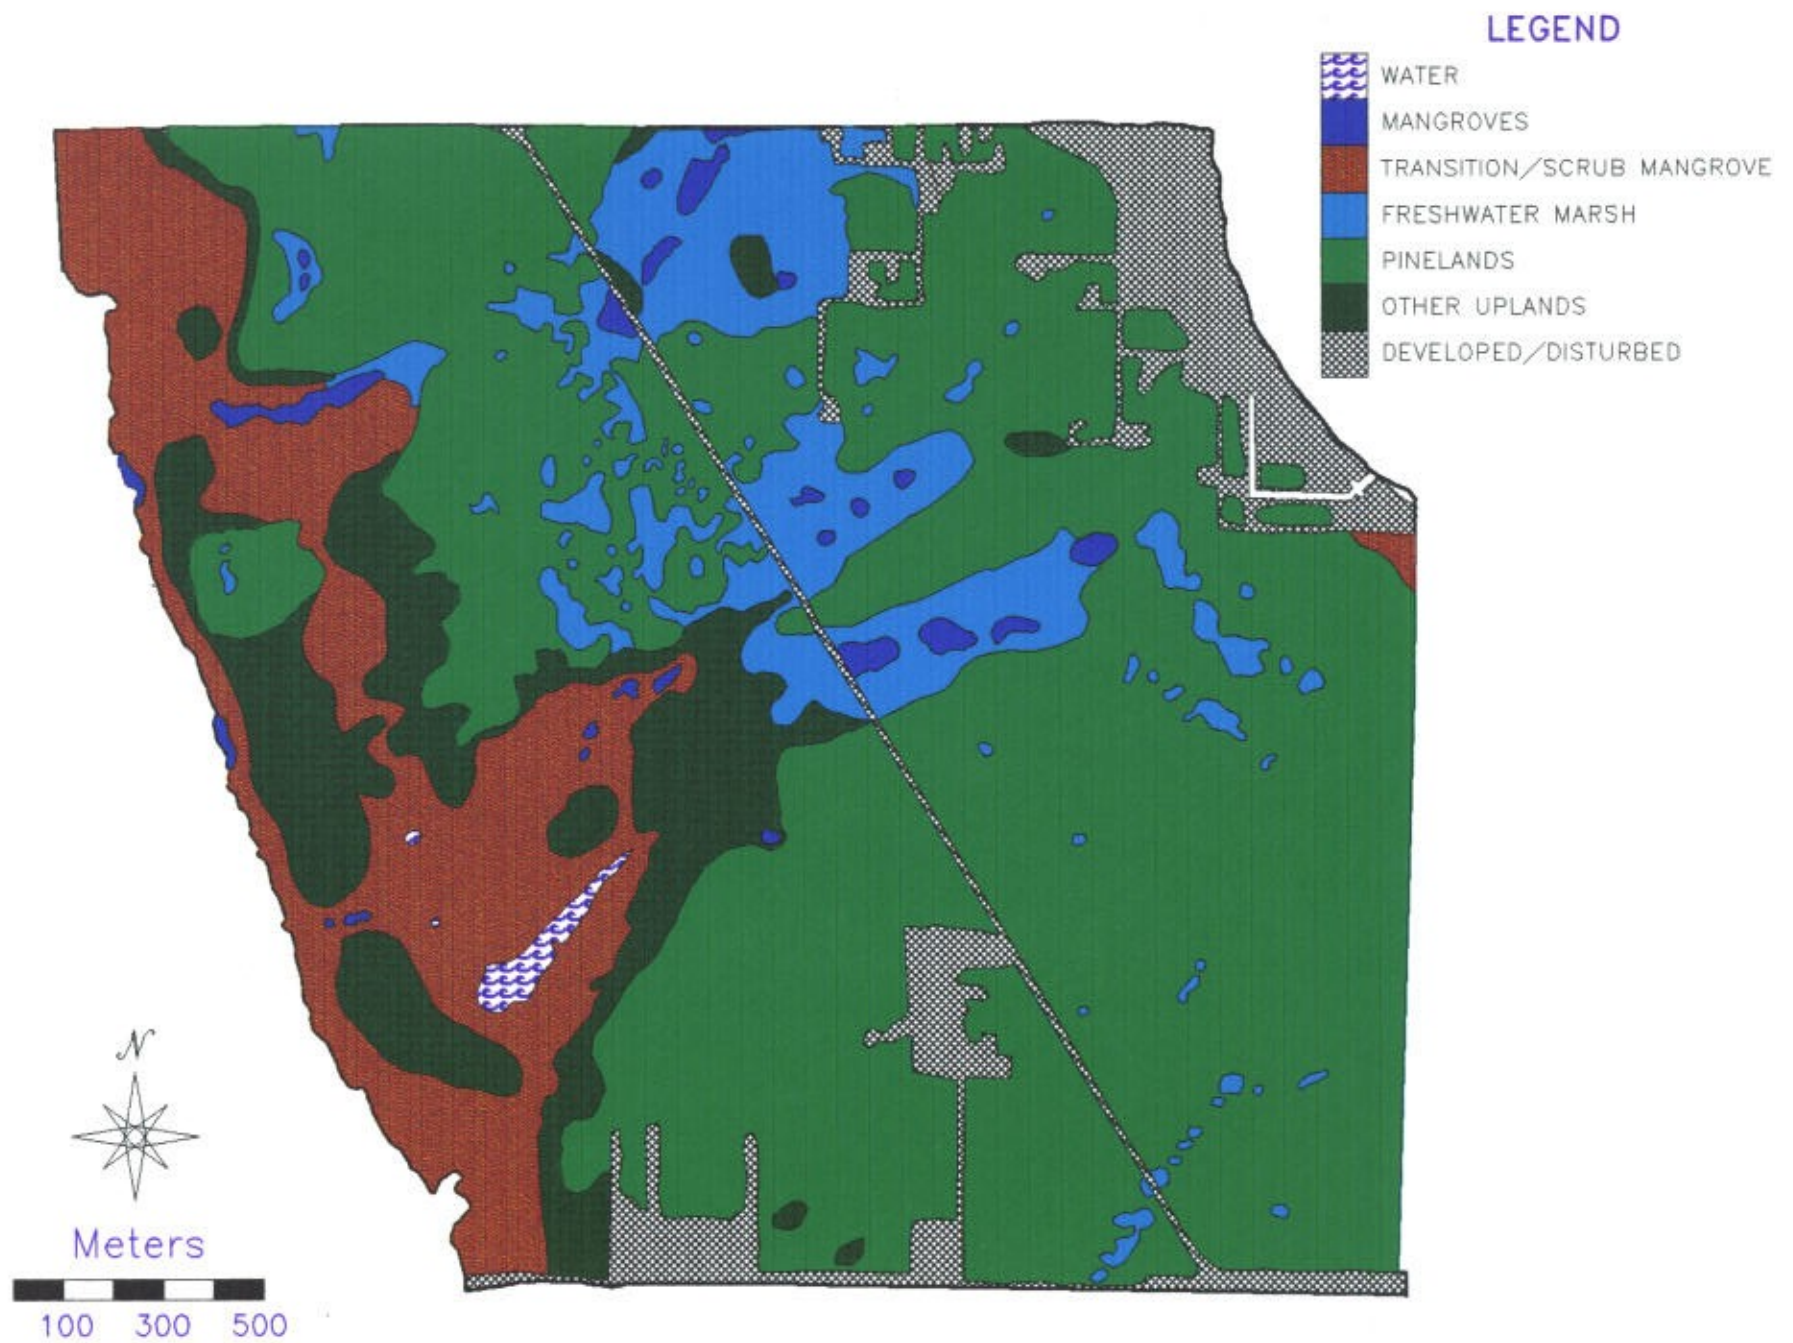 LEGEND
WATER
MANGROVES
TRANSITION/SCRUB MANGROVE
FRESHWATER MARSH
PINELANDS
OTHER UPLANDS
DEVELOPED/DISTURBED
N
Meters
100 300 500